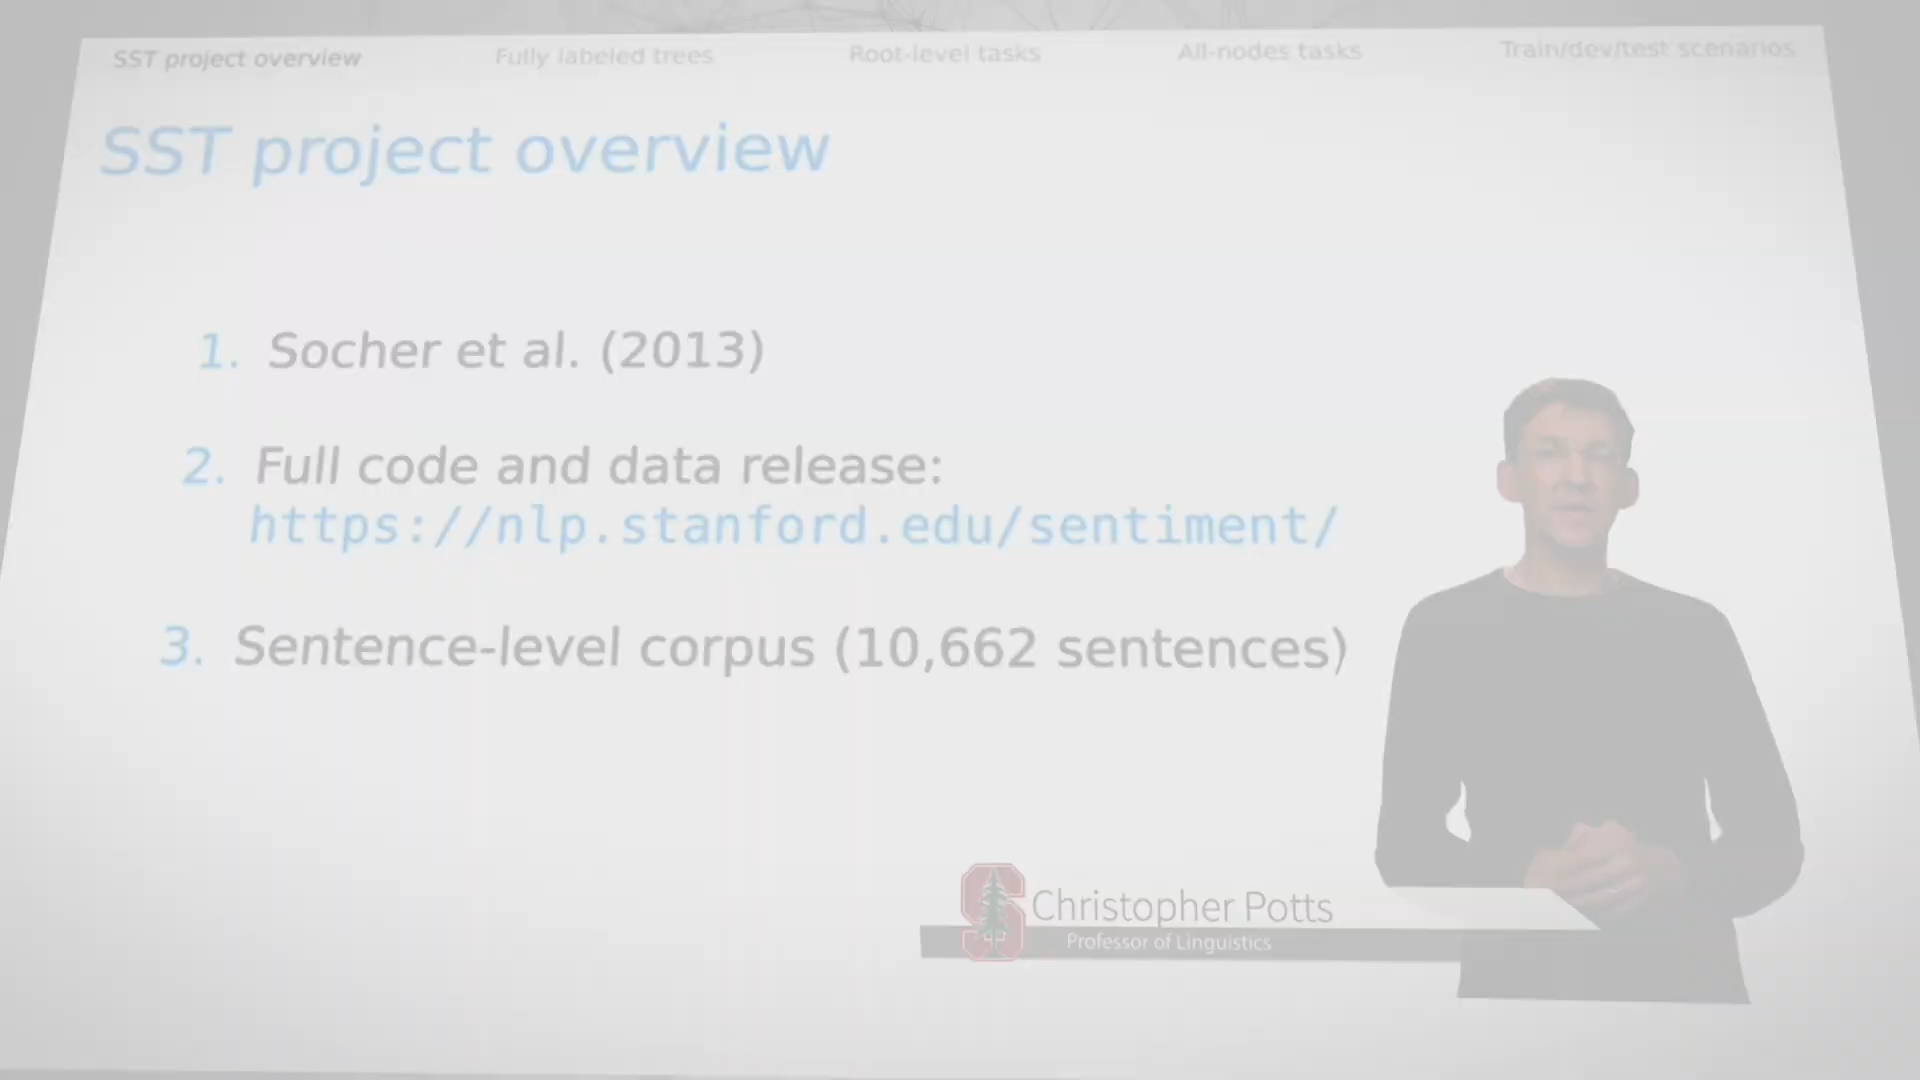 SST project overview
Fully labeled trees
Root-level tasks
All-nodes tasks
Train/dev/test scenarios
SST project overview
1. Socher et al. (2013)
2. Full code and data release:
https://nlp.stanford.edu/sentiment/
3. Sentence-level corpus (10,662 sentences)
S
Christopher Potts
Professor of Linguistics